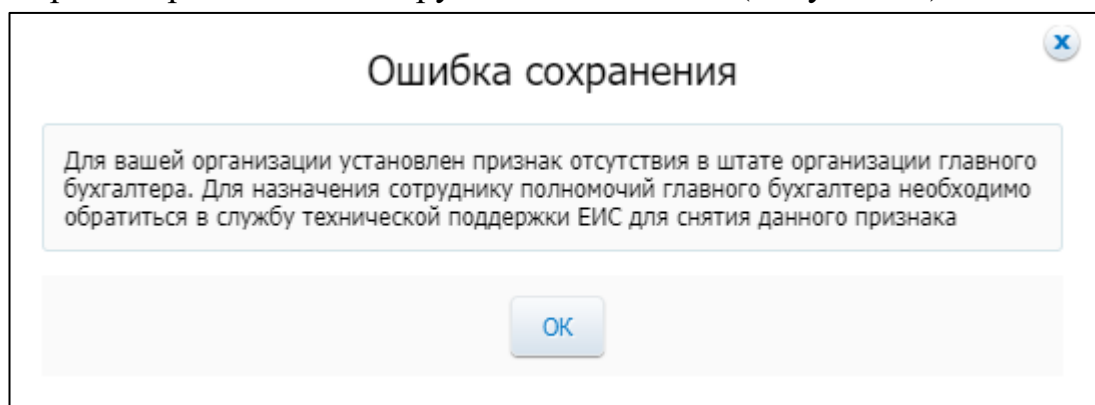 Ошибка сохранения
x
Для вашей организации установлен признак отсутствия в штате организации главного
бухгалтера. Для назначения сотруднику полномочий главного бухгалтера необходимо
обратиться в службу технической поддержки ЕИС для снятия данного признака
ОК